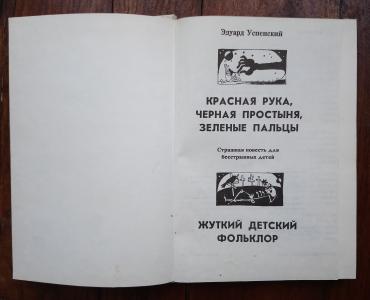 Эдуард Успенский
КРАСНАЯ РУКА,
ЧЕРНАЯ ПРОСТЫНЯ,
ЗЕЛЕНЫЕ ПАЛЬЦЫ
Страшная повесть для
бесстрашных детей
ЖУТКИЙ ДЕТСКИЙ
ФОЛЬКЛОР